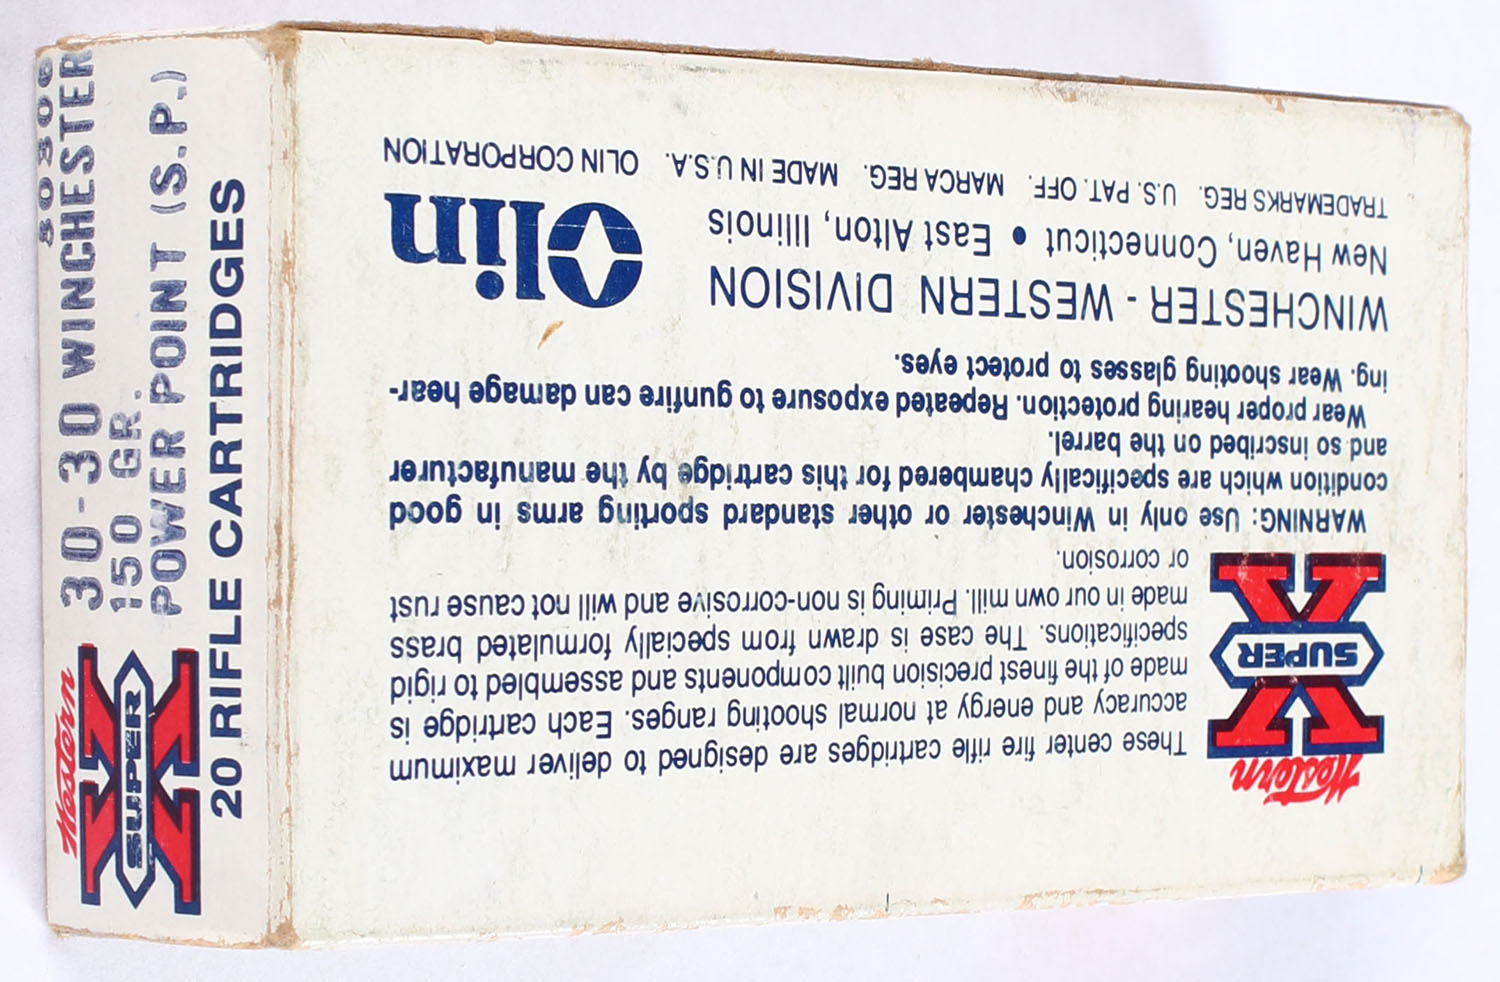 Western
SUPER
X
30-30 WINCHESTER
150 GR.
POWER POINT (S.P.)
20 RIFLE CARTRIDGES
Western
SUPER
X
These center fire rifle cartridges are designed to deliver maximum
accuracy and energy at normal shooting ranges. Each cartridge is
made of the finest precision built components and assembled to rigid
specifications. The case is drawn from specially formulated brass
made in our own mill. Priming is non-corrosive and will not cause rust
or corrosion.
WARNING: Use only in Winchester or other standard sporting arms in good
condition which are specifically chambered for this cartridge by the manufacturer
and so inscribed on the barrel.
Wear proper hearing protection. Repeated exposure to gunfire can damage hear-
ing. Wear shooting glasses to protect eyes.
WINCHESTER - WESTERN DIVISION
New Haven, Connecticut • East Alton, Illinois
Olin
TRADEMARKS REG. U.S. PAT. OFF. MARCA REG. MADE IN U.S.A. OLIN CORPORATION